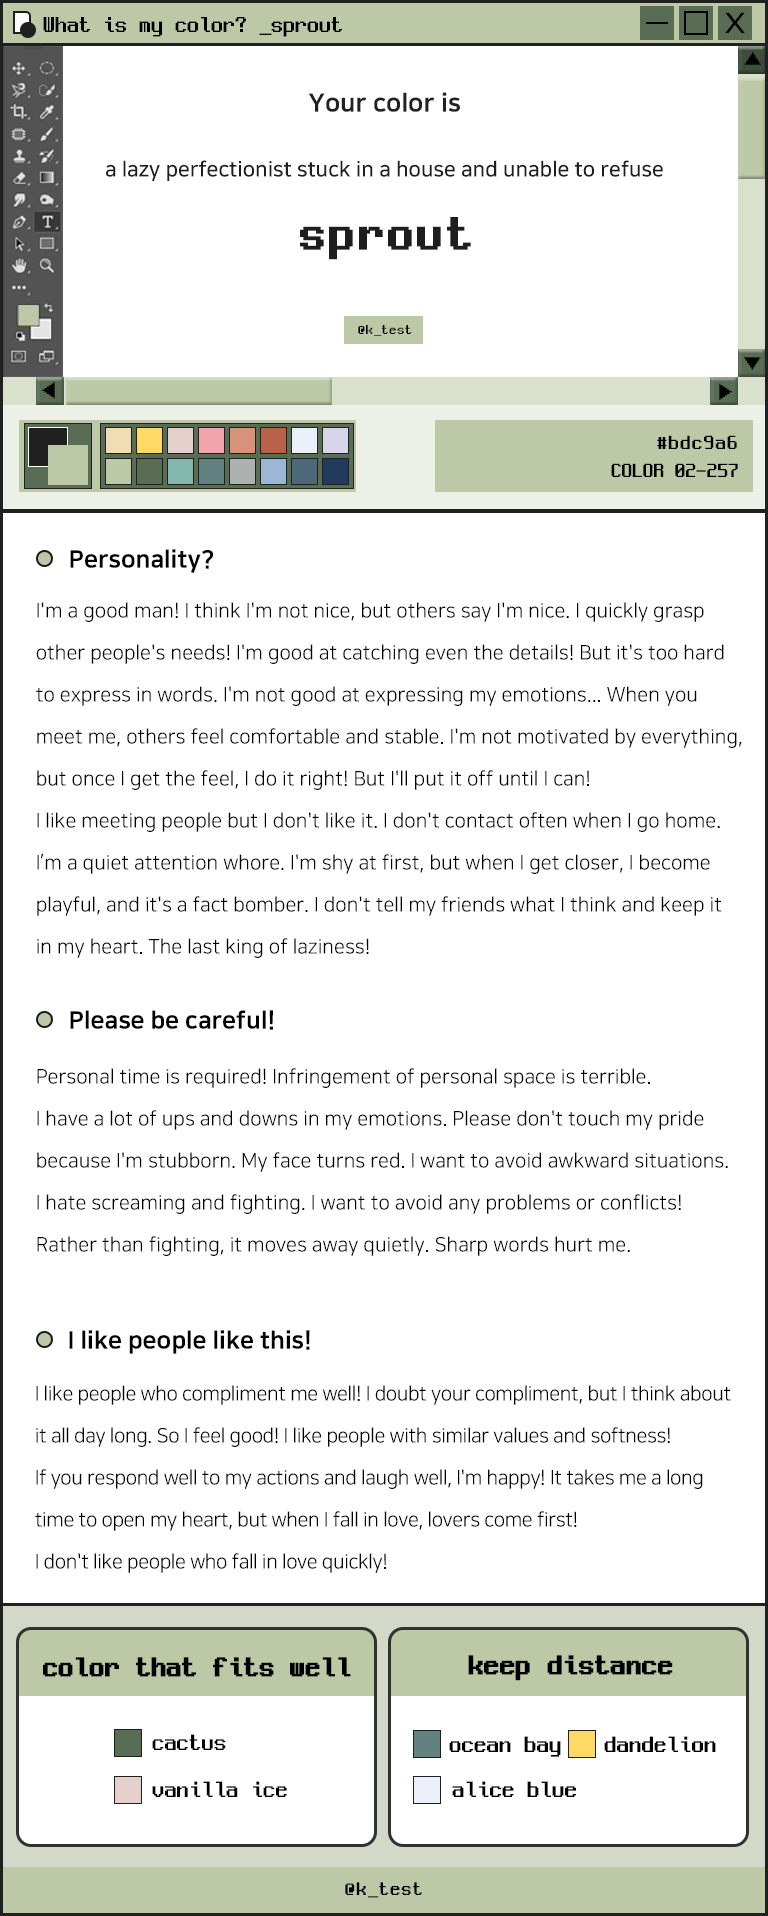 What is my color? _sprout
X
T
Your color is
a lazy perfectionist stuck in a house and unable to refuse
sprout
@k_test
#bdc9a6
COLOR 02-257
Personality?
I'm a good man! I think I'm not nice, but others say I'm nice. I quickly grasp
other people's needs! I'm good at catching even the details! But it's too hard
to express in words. I'm not good at expressing my emotions... When you
meet me, others feel comfortable and stable. I'm not motivated by everything,
but once I get the feel, I do it right! But I'll put it off until I can!
I like meeting people but I don't like it. I don't contact often when I go home.
I'm a quiet attention whore. I'm shy at first, but when I get closer, I become
playful, and it's a fact bomber. I don't tell my friends what I think and keep it
in my heart. The last king of laziness!
Please be careful!
Personal time is required! Infringement of personal space is terrible.
I have a lot of ups and downs in my emotions. Please don't touch my pride
because I'm stubborn. My face turns red. I want to avoid awkward situations.
I hate screaming and fighting. I want to avoid any problems or conflicts!
Rather than fighting, it moves away quietly. Sharp words hurt me.
I like people like this!
I like people who compliment me well! I doubt your compliment, but I think about
it all day long. So I feel good! I like people with similar values and softness!
If you respond well to my actions and laugh well, I'm happy! It takes me a long
time to open my heart, but when I fall in love, lovers come first!
I don't like people who fall in love quickly!
color that fits well
cactus
vanilla ice
keep distance
ocean bay dandelion
alice blue
@k_test